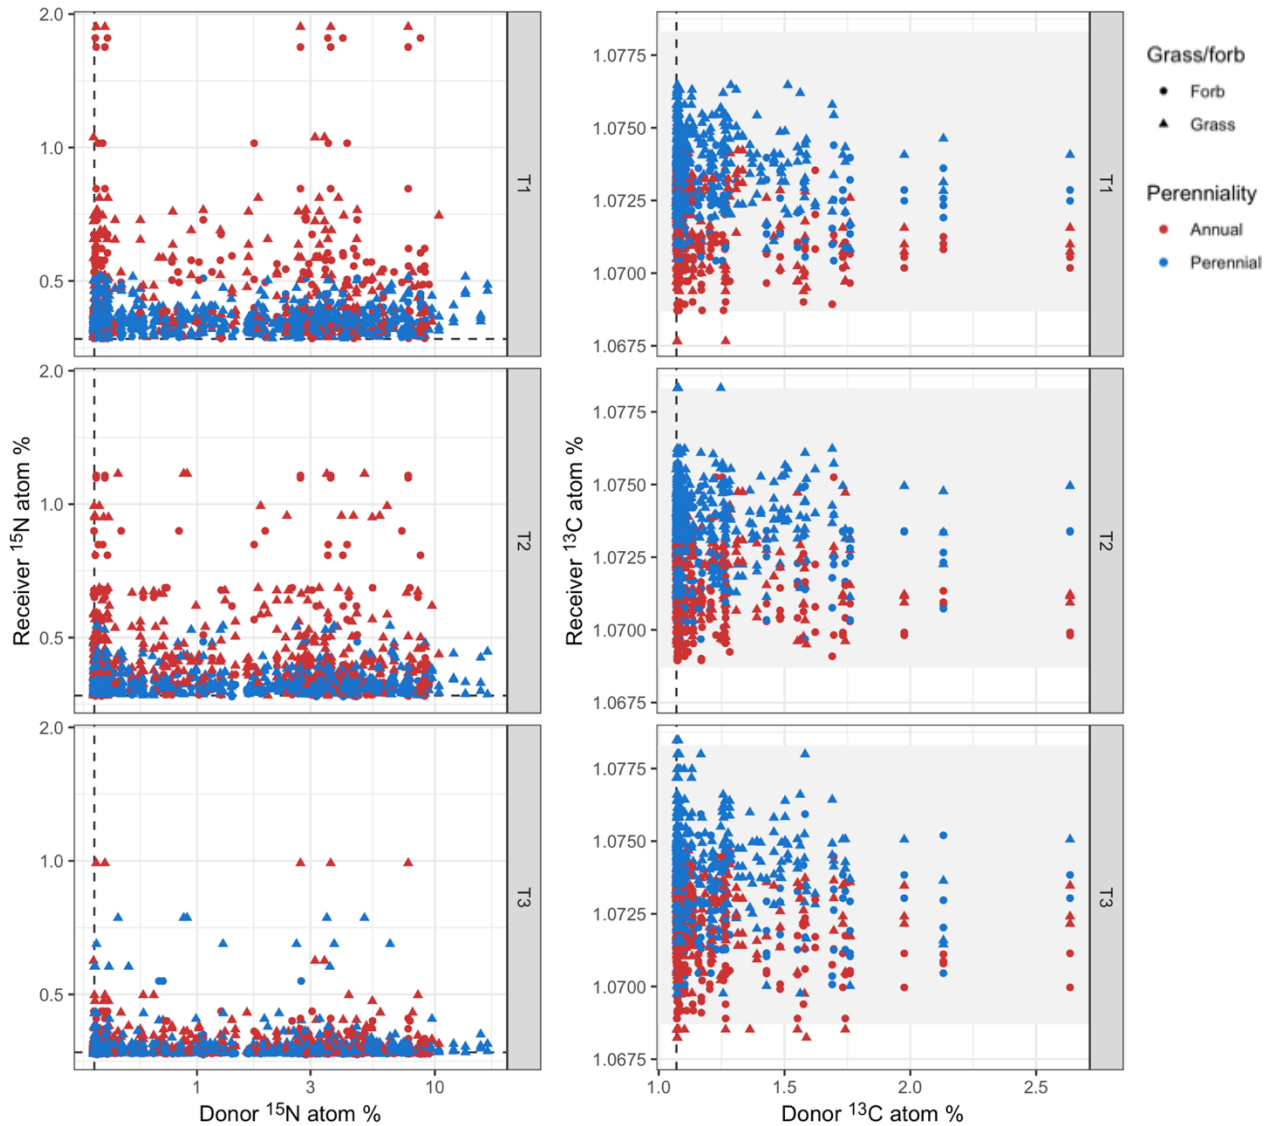 2.0
1.0
0.5
T1
1.0775
1.0750
1.0725
1.0700
1.0675
T1
Grass/forb
Forb
Grass
Perenniality
Annual
Perennial
Receiver 15N atom %
2.0
1.0
0.5
T2
Receiver 13C atom %
1.0775
1.0750
1.0725
1.0700
1.0675
T2
2.0
1.0
0.5
T3
1.0775
1.0750
1.0725
1.0700
1.0675
T3
1 3 10
Donor 15N atom %
1.0 1.5 2.0 2.5
Donor 13C atom %